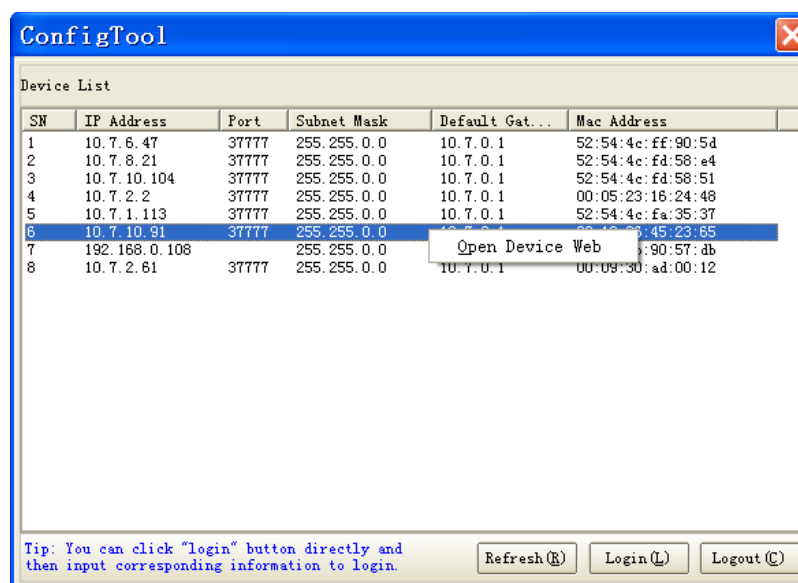 ConfigTool
Device List
SN IP Address Port Subnet Mask Default Gat... Mac Address
1 10.7.6.47 37777 255.255.0.0 10.7.0.1 52:54:4c:ff:90:5d
2 10.7.8.21 37777 255.255.0.0 10.7.0.1 52:54:4c:fd:58:e4
3 10.7.10.104 37777 255.255.0.0 10.7.0.1 52:54:4c:fd:58:51
4 10.7.2.2 37777 255.255.0.0 10.7.0.1 00:05:23:16:24:48
5 10.7.1.113 37777 255.255.0.0 10.7.0.1 52:54:4c:fa:35:37
6 10.7.10.91 37777 255.255.0.0 :45:23:65
Open Device Web
7 192.168.0.108 255.255.0.0 :90:57:db
8 10.7.2.61 37777 255.255.0.0 10.7.0.1 00:09:30:ad:00:12
Tip: You can click "login" button directly and
then input corresponding information to login.
Refresh(R) Login(L) Logout(C)